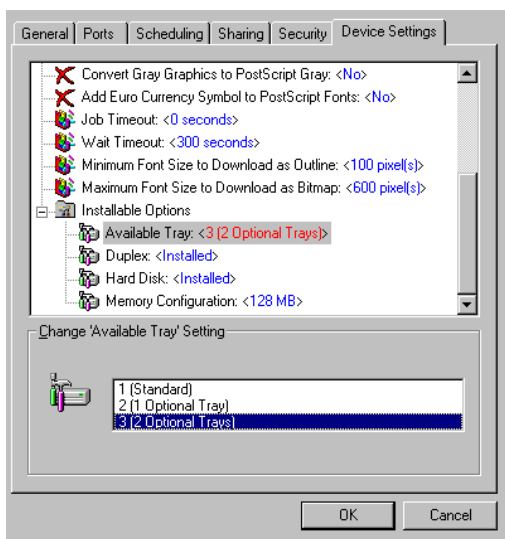 General Ports Scheduling Sharing Security Device Settings
Convert Gray Graphics to PostScript Gray: <No>
Add Euro Currency Symbol to PostScript Fonts: <No>
Job Timeout: <0 seconds>
Wait Timeout: <300 seconds>
Minimum Font Size to Download as Outline: <100 pixel(s)>
Maximum Font Size to Download as Bitmap: <600 pixel(s)>
Installable Options
Available Tray: <3 (2 Optional Trays)>
Duplex: <Installed>
Hard Disk: <Installed>
Memory Configuration: <128 MB>
Change 'Available Tray' Setting
1 (Standard)
2 (1 Optional Tray)
3 (2 Optional Trays)
OK Cancel